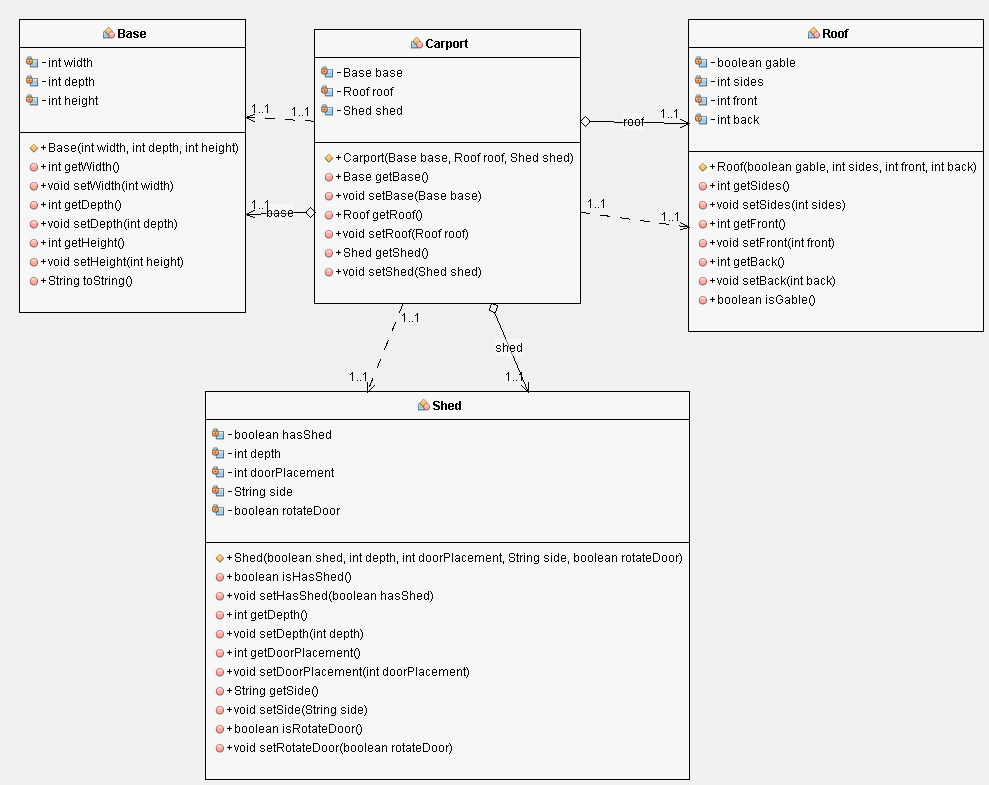 Base
-int width
-int depth
-int height
+Base(int width, int depth, int height)
+int getWidth()
+void setWidth(int width)
+int getDepth()
+void setDepth(int depth)
+int getHeight()
+void setHeight(int height)
+String toString()
1..1
1..1
1..1
base
Carport
-Base base
-Roof roof
-Shed shed
+Carport(Base base, Roof roof, Shed shed)
+Base getBase()
+void setBase(Base base)
+Roof getRoof()
+void setRoof(Roof roof)
+Shed getShed()
+void setShed(Shed shed)
roof
1..1
1..1
1..1
Roof
-boolean gable
-int sides
-int front
-int back
+Roof(boolean gable, int sides, int front, int back)
+int getSides()
+void setSides(int sides)
+int getFront()
+void setFront(int front)
+int getBack()
+void setBack(int back)
+boolean isGable()
1..1
shed
1..1
1..1
Shed
-boolean hasShed
-int depth
-int doorPlacement
-String side
-boolean rotateDoor
+Shed(boolean shed, int depth, int doorPlacement, String side, boolean rotateDoor)
+boolean isHasShed()
+void setHasShed(boolean hasShed)
+int getDepth()
+void setDepth(int depth)
+int getDoorPlacement()
+void setDoorPlacement(int doorPlacement)
+String getSide()
+void setSide(String side)
+boolean isRotateDoor()
+void setRotateDoor(boolean rotateDoor)